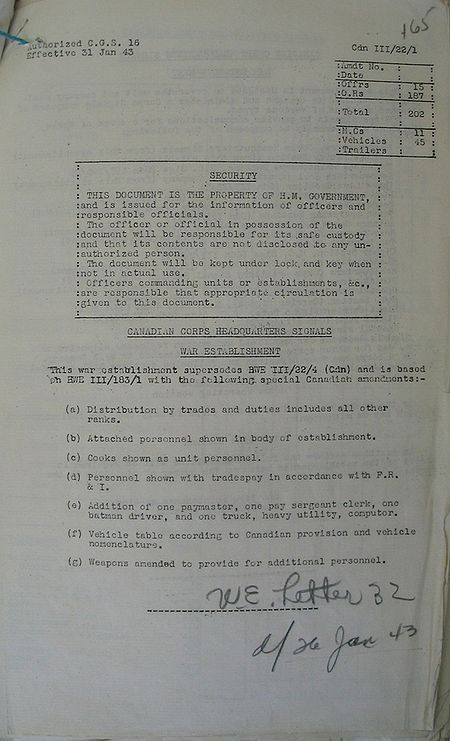 165
Authorized C.G.S. 16
Effective 31 Jan 43
Cdn III/22/1
:Amdt No. : :
:Date : :
:Offrs : 15 :
:O.Rs : 187 :
:Total : 202 :
:M.Cs : 11 :
:Vehicles : 45 :
:Trailers : :
SECURITY
: THIS DOCUMENT IS THE PROPERTY OF H.M. GOVERNMENT, :
:and is issued for the information of officers and :
:responsible officials. :
: The officer or official in possession of the :
:document will be responsible for its safe custody :
:and that its contents are not disclosed to any un- :
:authorized person. :
: The document will be kept under lock and key when :
:not in actual use. :
: Officers commanding units or establishments, &c., :
:are responsible that appropriate circulation is :
:given to this document. :
CANADIAN CORPS HEADQUARTERS SIGNALS
WAR ESTABLISHMENT
This war establishment supersedes BWE III/22/4 (Cdn) and is based
on BWE III/183/1 with the following special Canadian amendments:-
(a) Distribution by trades and duties includes all other
ranks.
(b) Attached personnel shown in body of establishment.
(c) Cooks shown as unit personnel.
(d) Personnel shown with tradespay in accordance with F.R.
& I.
(e) Addition of one paymaster, one pay sergeant clerk, one
batman driver, and one truck, heavy utility, computor.
(f) Vehicle table according to Canadian provision and vehicle
nomenclature.
(g) Weapons amended to provide for additional personnel.
W.E. Letter 32
d/26 Jan 43